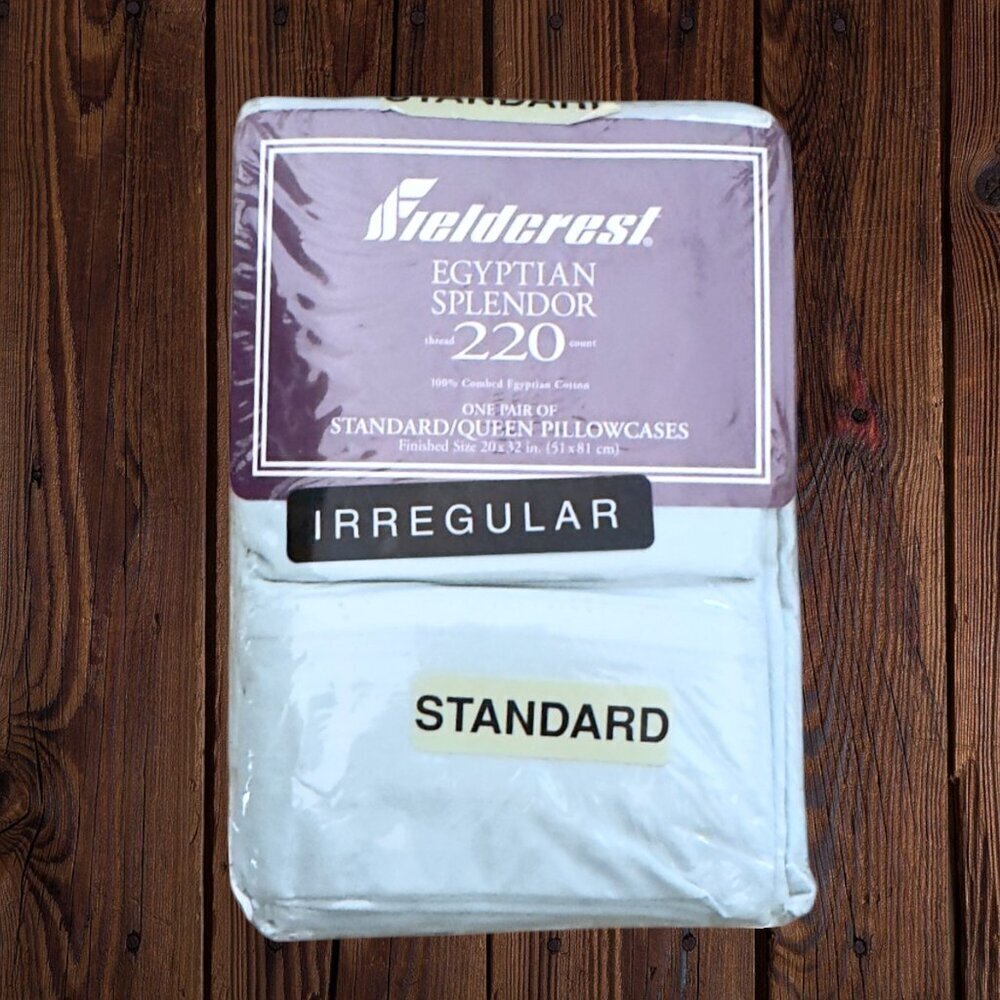 STANDARD
Fieldcrest®
EGYPTIAN
SPLENDOR
thread 220 count
100% Combed Egyptian Cotton
ONE PAIR OF
STANDARD/QUEEN PILLOWCASES
Finished Size 20 x 32 in. (51 x 81 cm)
IRREGULAR
STANDARD